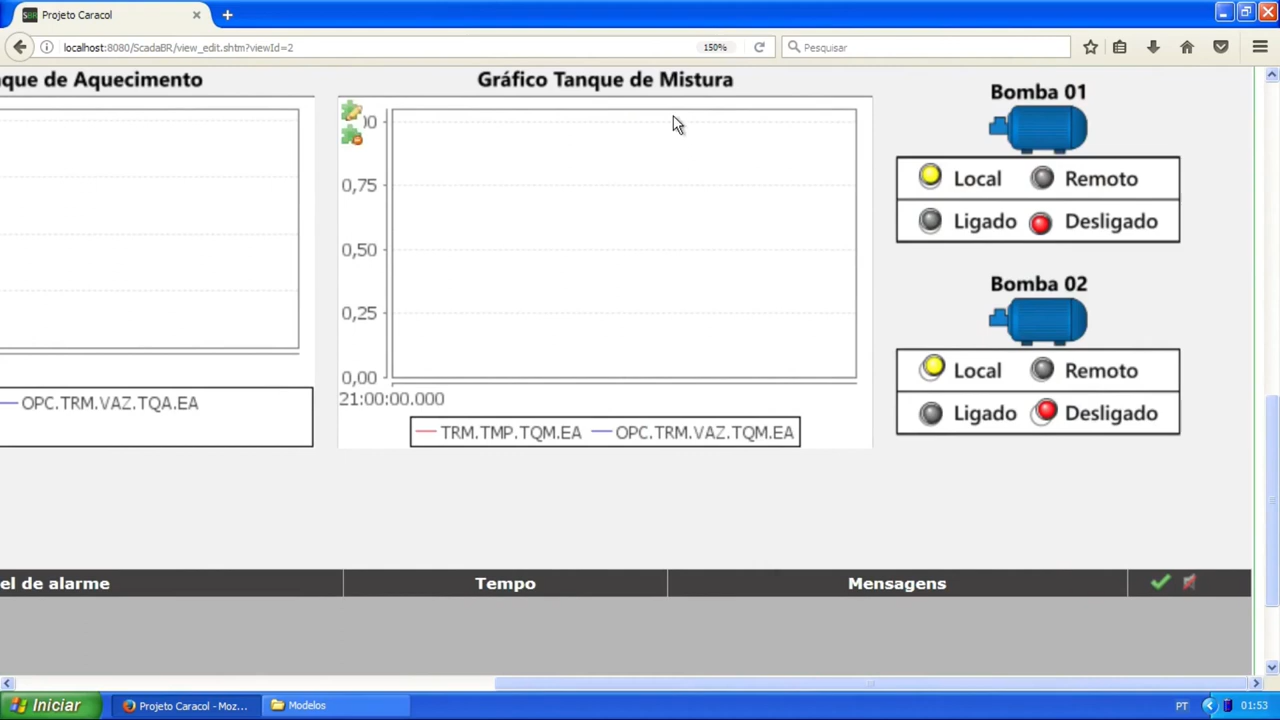 Projeto Caracol
localhost:8080/ScadaBR/view_edit.shtm?viewId=2
150%
Pesquisar
nque de Aquecimento
Gráfico Tanque de Mistura
00
0,75
0,50
0,25
0,00
21:00:00.000
OPC.TRM.VAZ.TQA.EA
TRM.TMP.TQM.EA OPC.TRM.VAZ.TQM.EA
Bomba 01
Local Remoto
Ligado Desligado
Bomba 02
Local Remoto
Ligado Desligado
el de alarme Tempo Mensagens
Iniciar
Projeto Caracol - Moz...
Modelos
PT
01:53